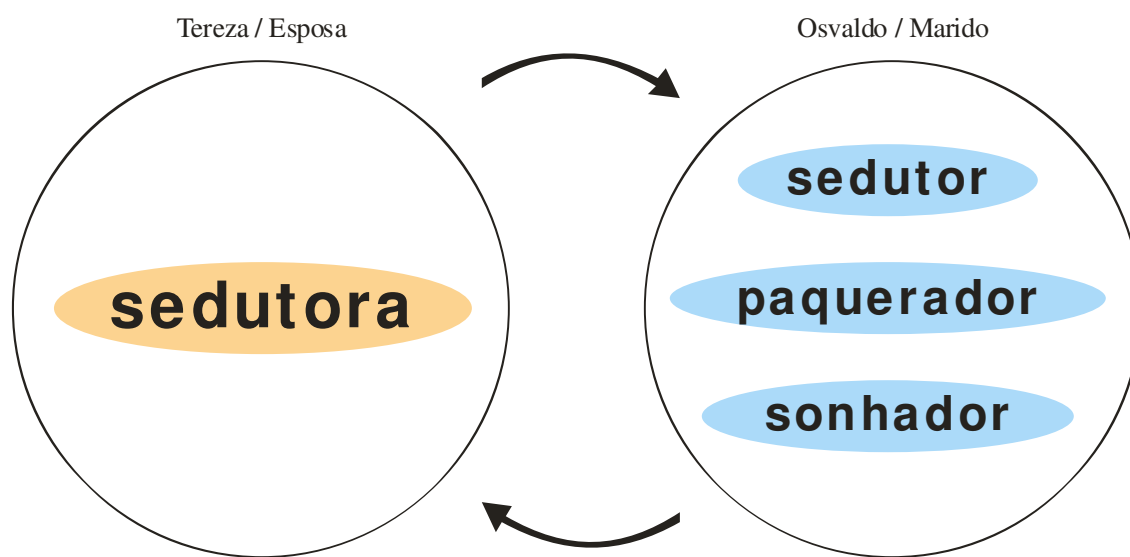 Tereza / Esposa
Osvaldo / Marido
sedutora
sedutor
paquerador
sonhador